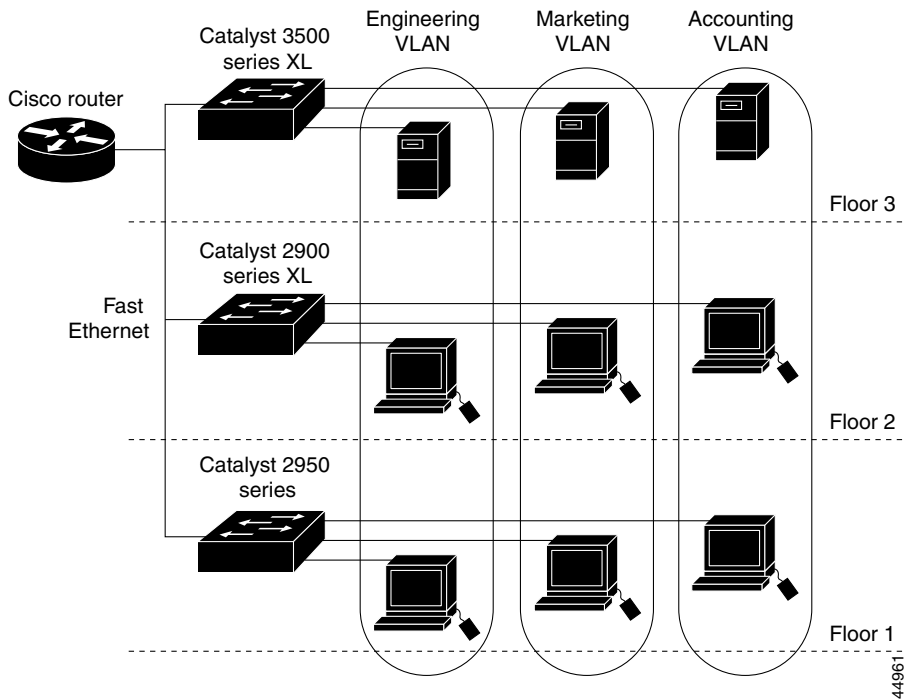 Engineering
VLAN
Marketing
VLAN
Accounting
VLAN
Catalyst 3500
series XL
Cisco router
Floor 3
Catalyst 2900
series XL
Fast
Ethernet
Floor 2
Catalyst 2950
series
Floor 1
44961